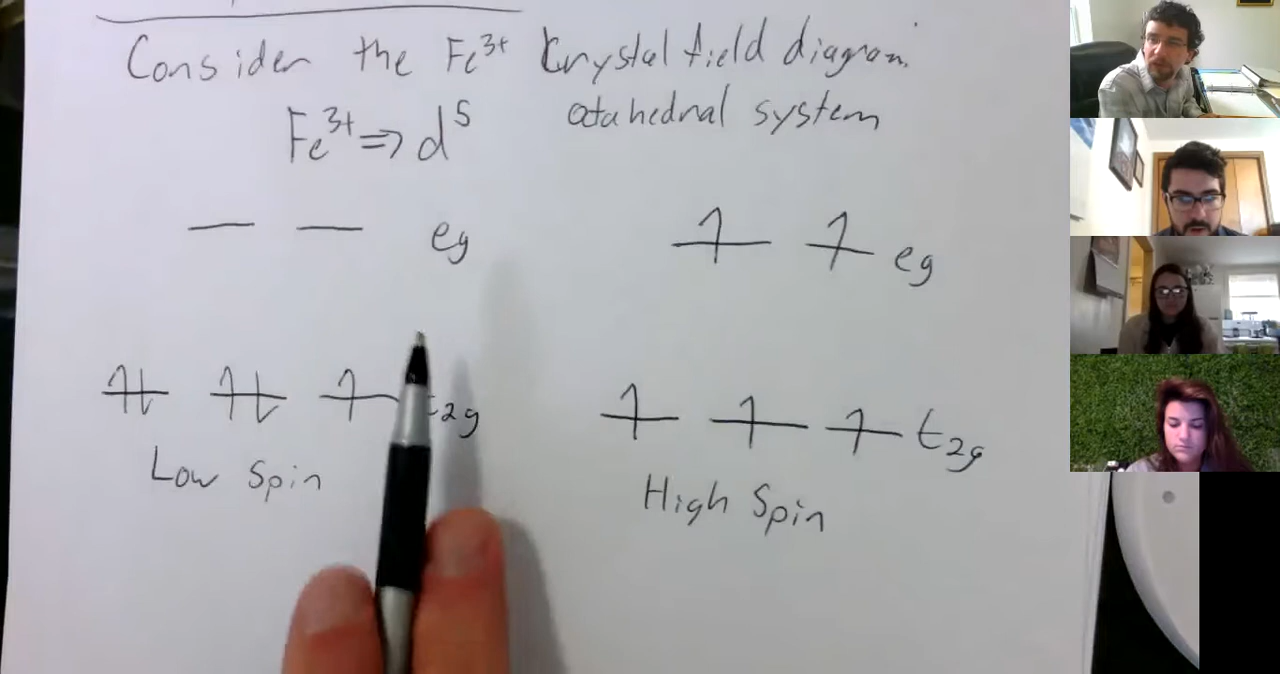 Consider the Fe³⁺ Crystal field diagram.
octahedral system
Fe³⁺ ⇒ d⁵
eg
eg
t₂g
t₂g
Low Spin
High Spin